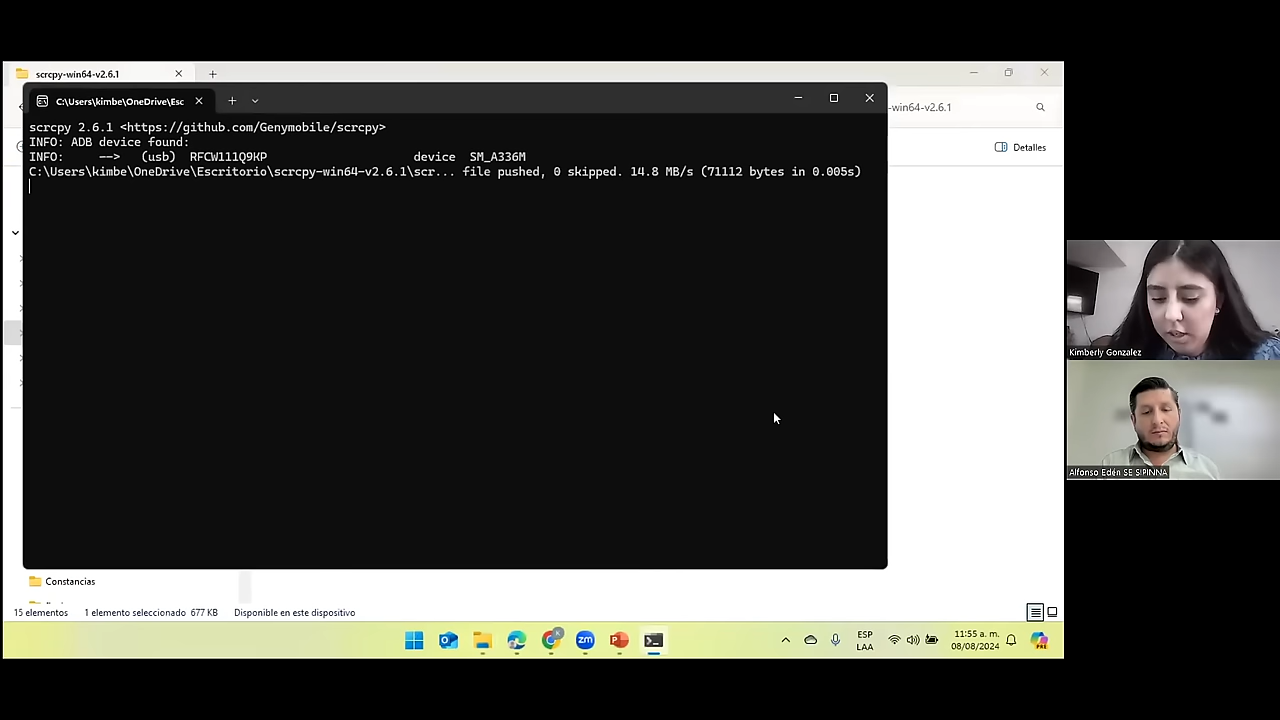 scrcpy-win64-v2.6.1
C:\Users\kimbe\OneDrive\Esc
-win64-v2.6.1
scrcpy 2.6.1 <https://github.com/Genymobile/scrcpy>
INFO: ADB device found:
INFO:     -->   (usb)  RFCW111Q9KP                     device  SM_A336M
C:\Users\kimbe\OneDrive\Escritorio\scrcpy-win64-v2.6.1\scr... file pushed, 0 skipped. 14.8 MB/s (71112 bytes in 0.005s)
Detalles
Kimberly Gonzalez
Alfonso Edén SE SIPINNA
Constancias
15 elementos    1 elemento seleccionado  677 KB    Disponible en este dispositivo
zm
ESP
LAA
11:55 a. m.
08/08/2024
PRE